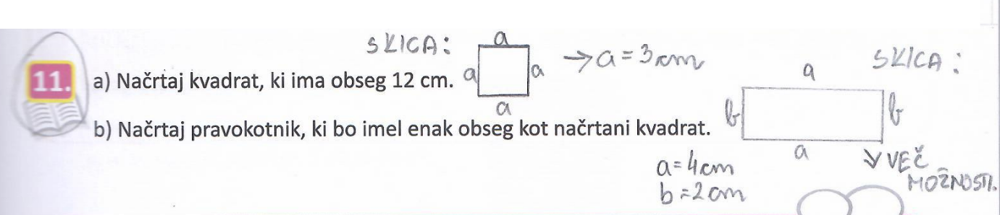 SKICA:
11. a) Načrtaj kvadrat, ki ima obseg 12 cm.
a
a
a
a
→ a = 3 cm
b) Načrtaj pravokotnik, ki bo imel enak obseg kot načrtani kvadrat.
SKICA:
a
b
b
a
a = 4 cm
b = 2 cm
VEČ
MOŽNOSTI.